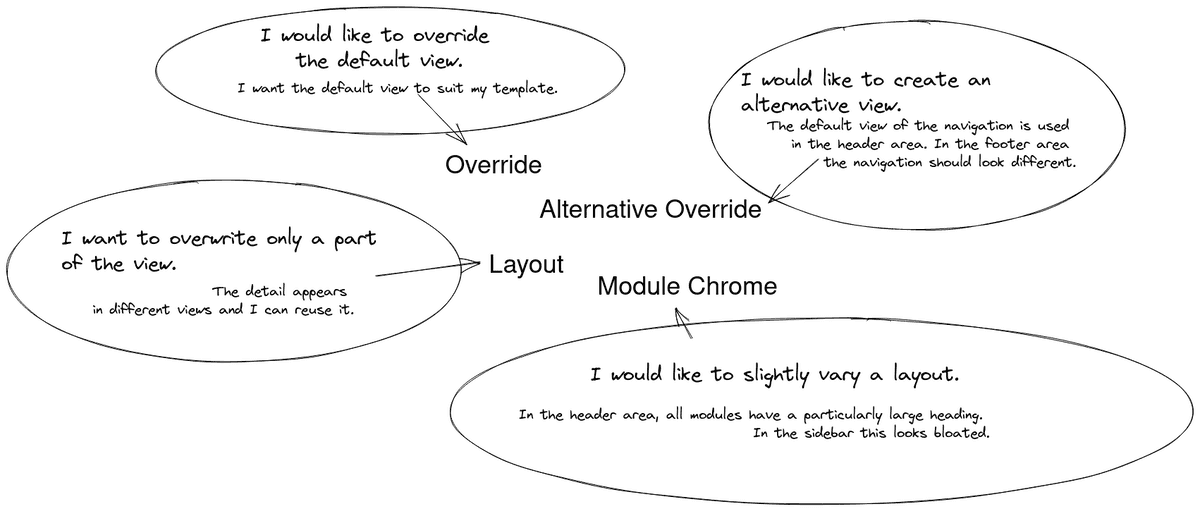 I would like to override
the default view.
I want the default view to suit my template.
Override
I would like to create an
alternative view.
The default view of the navigation is used
in the header area. In the footer area
the navigation should look different.
Alternative Override
I want to overwrite only a part
of the view.
The detail appears
in different views and I can reuse it.
Layout
Module Chrome
I would like to slightly vary a layout.
In the header area, all modules have a particularly large heading.
In the sidebar this looks bloated.